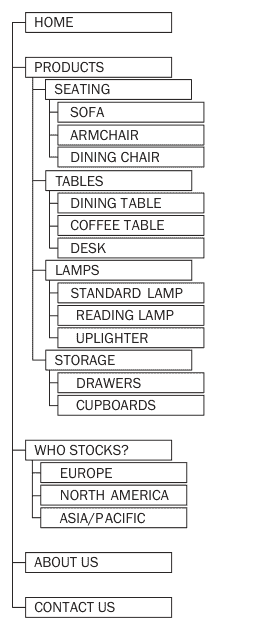 HOME
PRODUCTS
SEATING
SOFA
ARMCHAIR
DINING CHAIR
TABLES
DINING TABLE
COFFEE TABLE
DESK
LAMPS
STANDARD LAMP
READING LAMP
UPLIGHTER
STORAGE
DRAWERS
CUPBOARDS
WHO STOCKS?
EUROPE
NORTH AMERICA
ASIA/PACIFIC
ABOUT US
CONTACT US